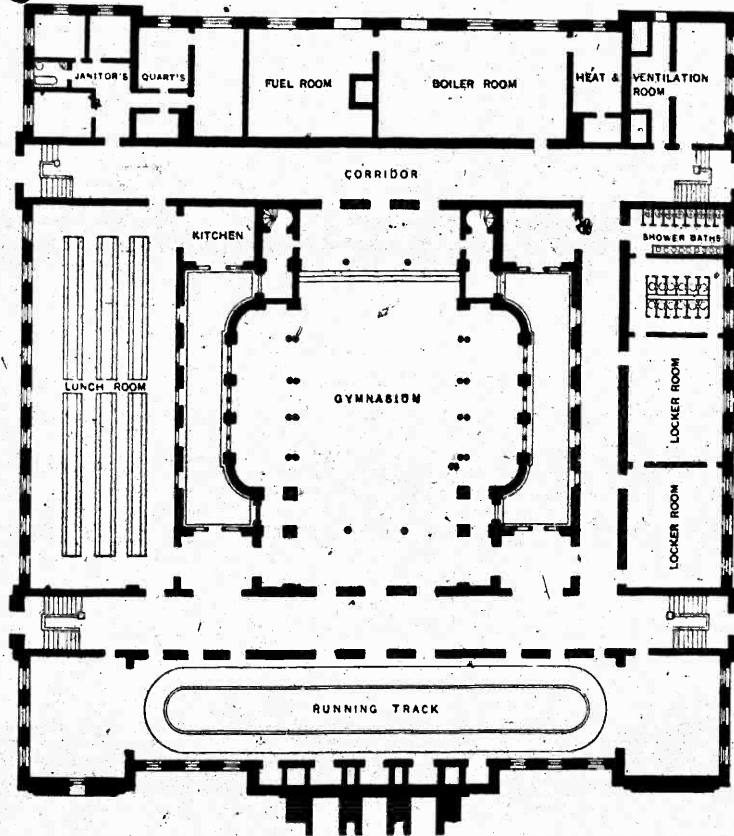 JANITOR'S QUART'S
FUEL ROOM
BOILER ROOM
HEAT & VENTILATION
ROOM
CORRIDOR
KITCHEN
SHOWER BATHS
LUNCH ROOM
GYMNASIUM
LOCKER ROOM
LOCKER ROOM
RUNNING TRACK